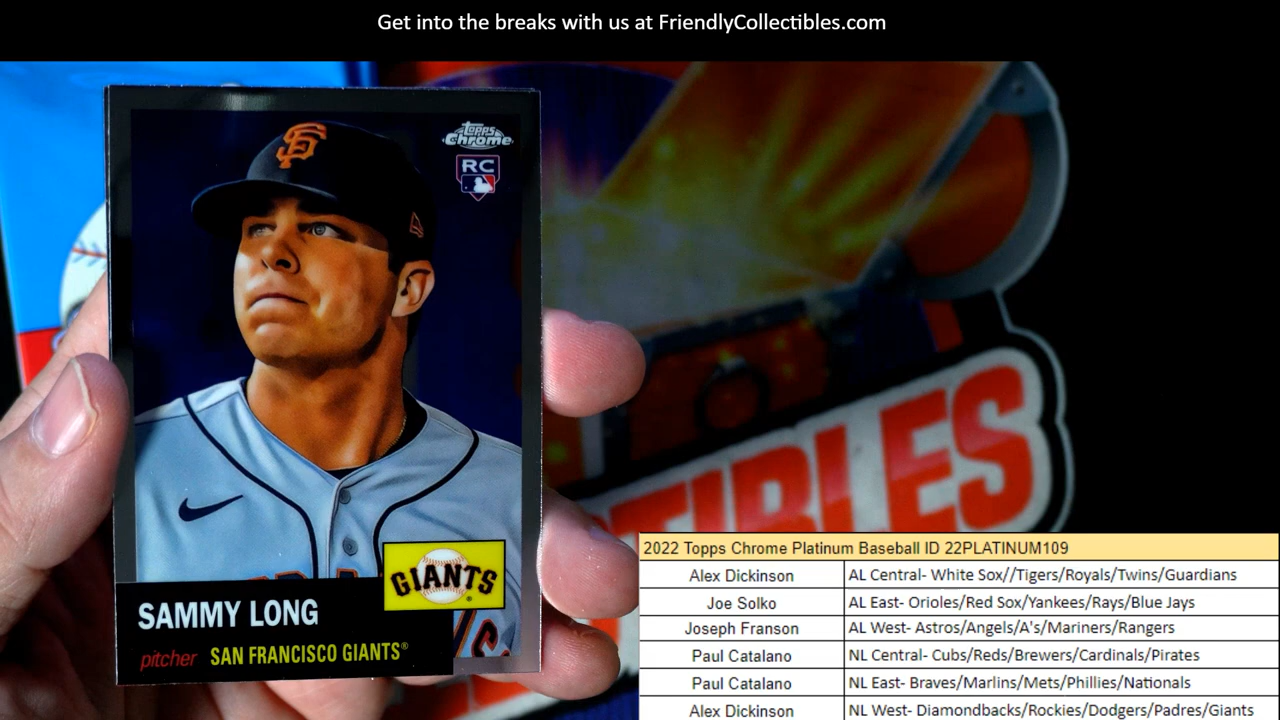 Get into the breaks with us at FriendlyCollectibles.com
Topps
Chrome
RC
SF
GIANTS®
SAMMY LONG
pitcher SAN FRANCISCO GIANTS®
2022 Topps Chrome Platinum Baseball ID 22PLATINUM109
Alex Dickinson AL Central- White Sox//Tigers/Royals/Twins/Guardians
Joe Solko AL East- Orioles/Red Sox/Yankees/Rays/Blue Jays
Joseph Franson AL West- Astros/Angels/A's/Mariners/Rangers
Paul Catalano NL Central- Cubs/Reds/Brewers/Cardinals/Pirates
Paul Catalano NL East- Braves/Marlins/Mets/Phillies/Nationals
Alex Dickinson NL West- Diamondbacks/Rockies/Dodgers/Padres/Giants